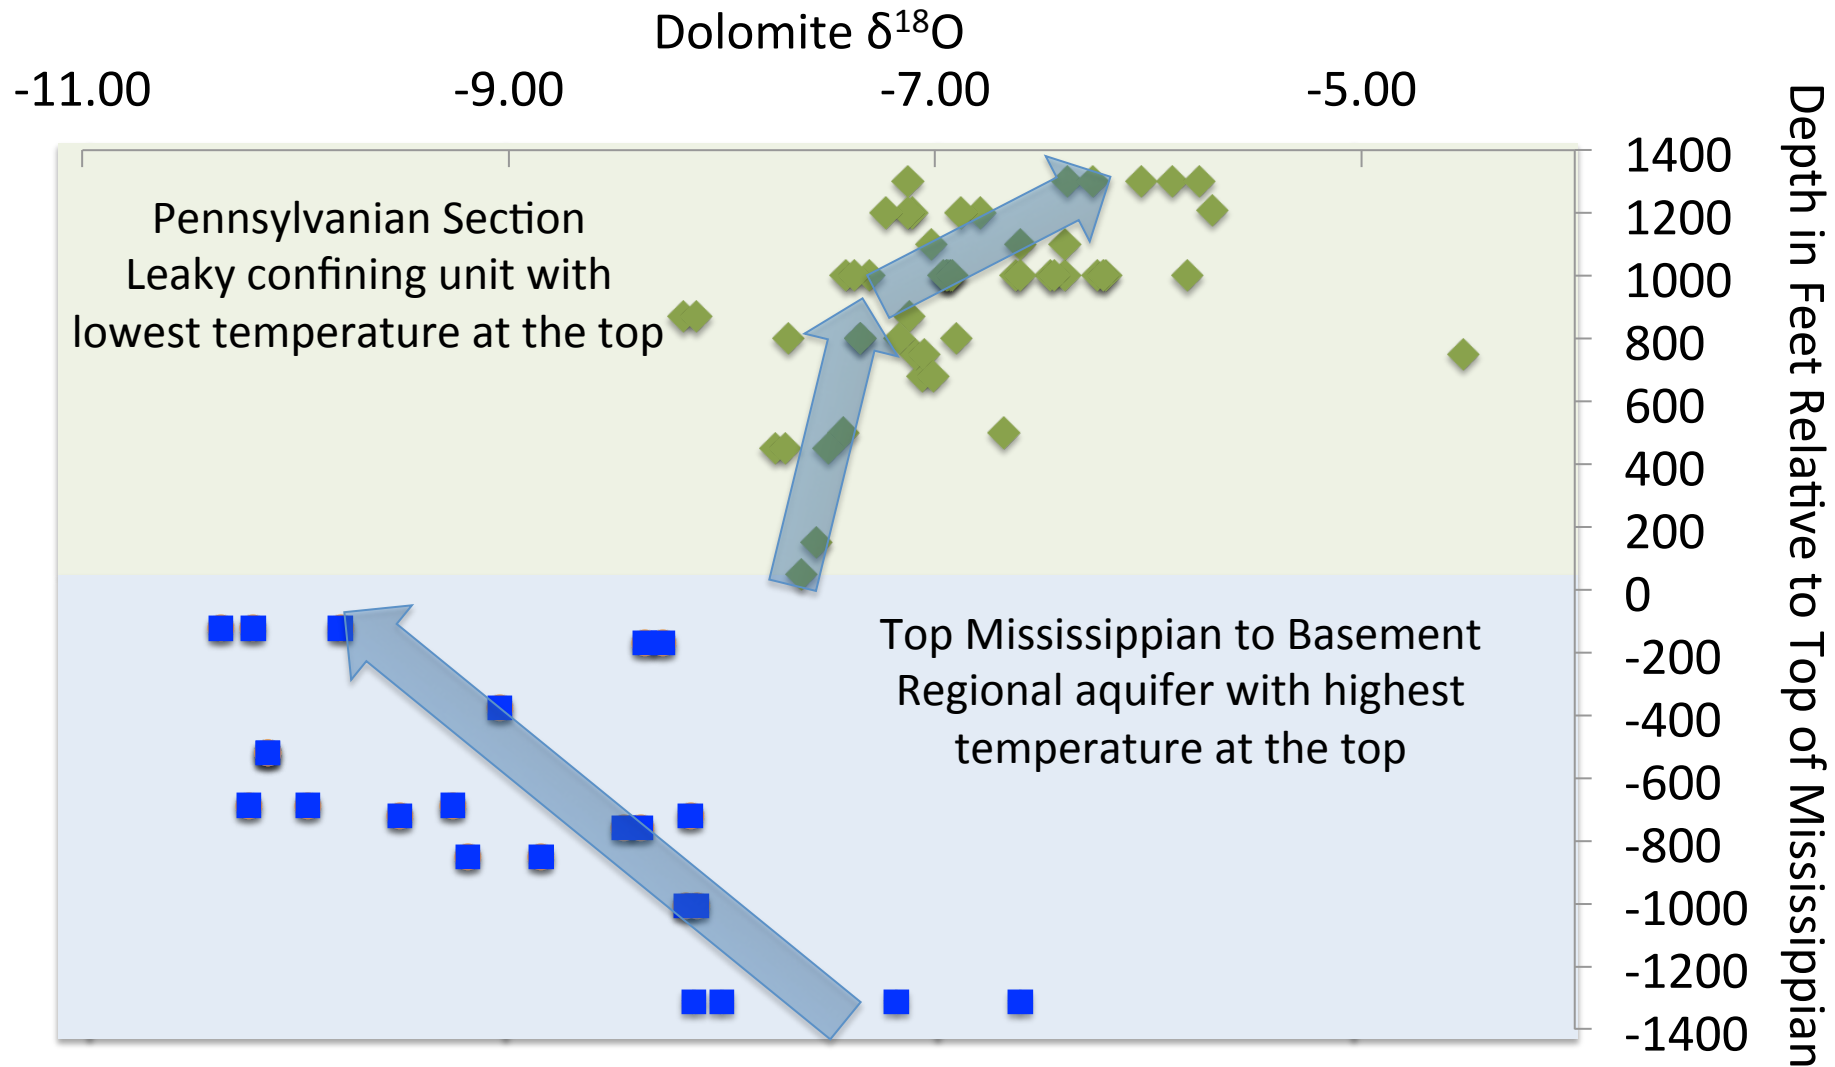 Dolomite δ¹⁸O
-11.00 -9.00 -7.00 -5.00
Pennsylvanian Section
Leaky confining unit with
lowest temperature at the top
Top Mississippian to Basement
Regional aquifer with highest
temperature at the top
1400
1200
1000
800
600
400
200
0
-200
-400
-600
-800
-1000
-1200
-1400
Depth in Feet Relative to Top of Mississippian